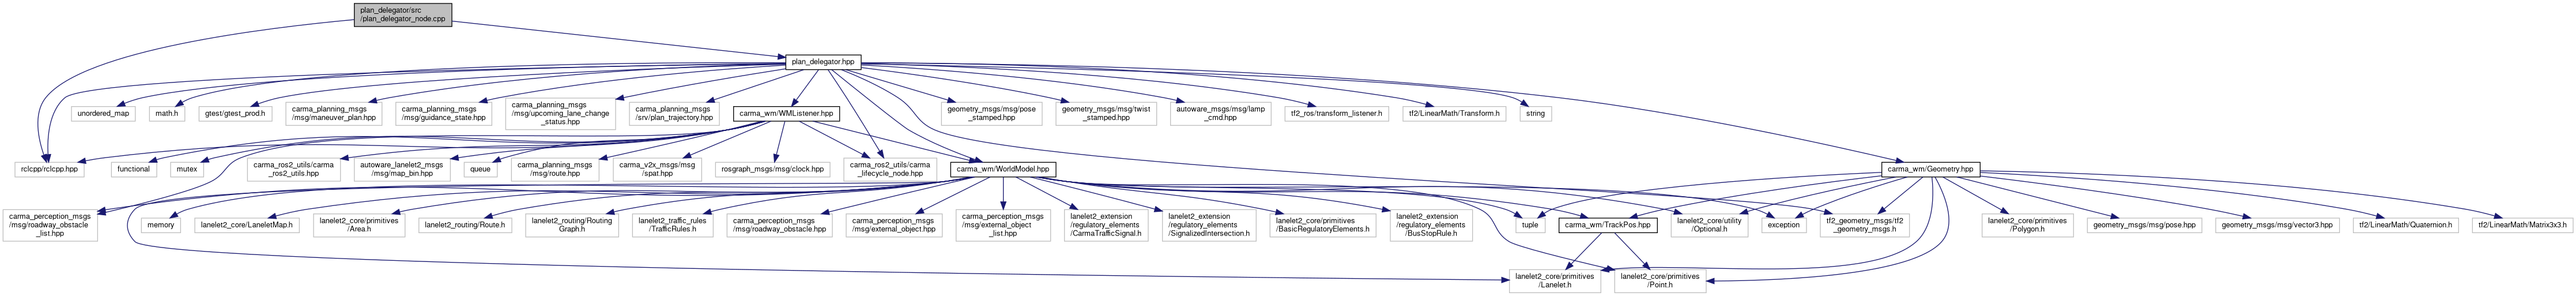 plan_delegator/src
/plan_delegator_node.cpp
plan_delegator.hpp
unordered_map
math.h
gtest/gtest_prod.h
carma_planning_msgs
/msg/maneuver_plan.hpp
carma_planning_msgs
/msg/guidance_state.hpp
carma_planning_msgs
/msg/upcoming_lane_change
_status.hpp
carma_planning_msgs
/srv/plan_trajectory.hpp
carma_wm/WMListener.hpp
geometry_msgs/msg/pose
_stamped.hpp
geometry_msgs/msg/twist
_stamped.hpp
autoware_msgs/msg/lamp
_cmd.hpp
tf2_ros/transform_listener.h
tf2/LinearMath/Transform.h
string
rclcpp/rclcpp.hpp
functional
mutex
carma_ros2_utils/carma
_ros2_utils.hpp
autoware_lanelet2_msgs
/msg/map_bin.hpp
queue
carma_planning_msgs
/msg/route.hpp
carma_v2x_msgs/msg
/spat.hpp
rosgraph_msgs/msg/clock.hpp
carma_ros2_utils/carma
_lifecycle_node.hpp
carma_wm/WorldModel.hpp
carma_wm/Geometry.hpp
carma_perception_msgs
/msg/roadway_obstacle
_list.hpp
memory
lanelet2_core/LaneletMap.h
lanelet2_core/primitives
/Area.h
lanelet2_routing/Route.h
lanelet2_routing/Routing
Graph.h
lanelet2_traffic_rules
/TrafficRules.h
carma_perception_msgs
/msg/roadway_obstacle.hpp
carma_perception_msgs
/msg/external_object.hpp
carma_perception_msgs
/msg/external_object
_list.hpp
lanelet2_extension
/regulatory_elements
/CarmaTrafficSignal.h
lanelet2_extension
/regulatory_elements
/SignalizedIntersection.h
lanelet2_core/primitives
/BasicRegulatoryElements.h
lanelet2_extension
/regulatory_elements
/BusStopRule.h
tuple
carma_wm/TrackPos.hpp
lanelet2_core/utility
/Optional.h
exception
tf2_geometry_msgs/tf2
_geometry_msgs.h
lanelet2_core/primitives
/Polygon.h
geometry_msgs/msg/pose.hpp
geometry_msgs/msg/vector3.hpp
tf2/LinearMath/Quaternion.h
tf2/LinearMath/Matrix3x3.h
lanelet2_core/primitives
/Lanelet.h
lanelet2_core/primitives
/Point.h